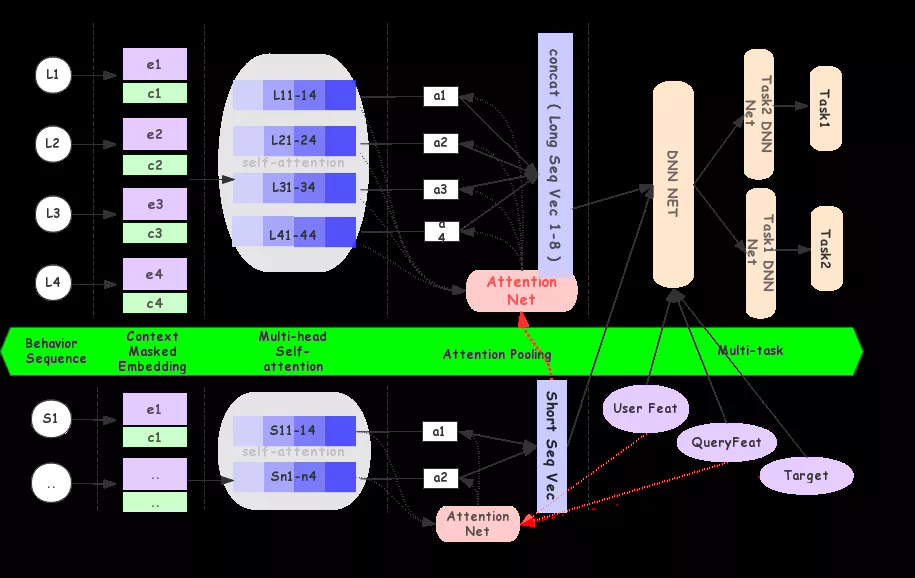 L1
e1
c1
L2
e2
c2
L3
e3
c3
L4
e4
c4
L11-14
L21-24
self-attention
L31-34
L41-44
a1
a2
a3
a
4
concat ( Long Seq Vec 1-8 )
Attention
Net
DNN NET
Task2 DNN
Net
Task1
Task1 DNN
Net
Task2
Behavior
Sequence
Context
Masked
Embedding
Multi-head
Self-
attention
Attention Pooling
Multi-task
S1
e1
c1
..
..
..
S11-14
self-attention
Sn1-n4
a1
a2
Short Seq Vec
Attention
Net
User Feat
QueryFeat
Target